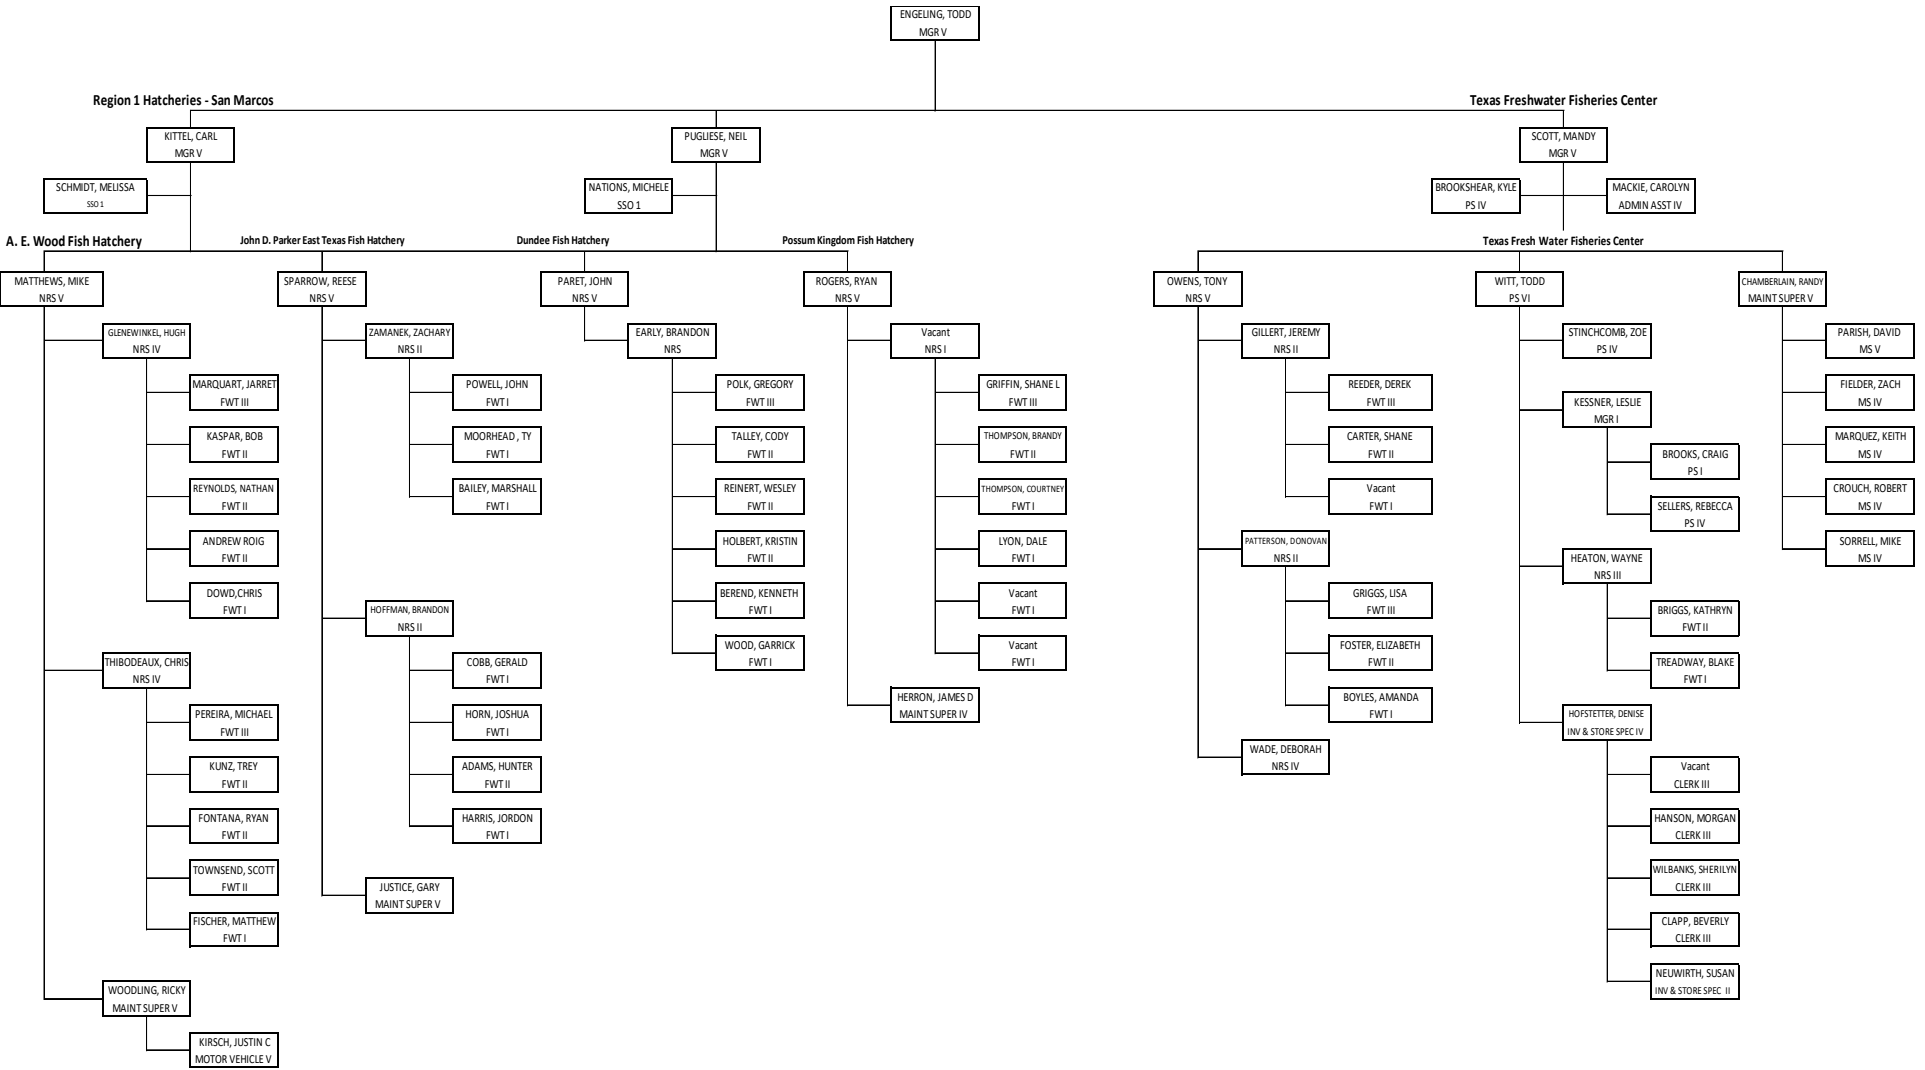 ENGELING, TODD
MGR V
Region 1 Hatcheries - San Marcos
Texas Freshwater Fisheries Center
KITTEL, CARL
MGR V
PUGLIESE, NEIL
MGR V
SCOTT, MANDY
MGR V
SCHMIDT, MELISSA
SSO 1
NATIONS, MICHELE
SSO 1
BROOKSHEAR, KYLE
PS IV
MACKIE, CAROLYN
ADMIN ASST IV
A. E. Wood Fish Hatchery
John D. Parker East Texas Fish Hatchery
Dundee Fish Hatchery
Possum Kingdom Fish Hatchery
Texas Fresh Water Fisheries Center
MATTHEWS, MIKE
NRS V
GLENEWINKEL, HUGH
NRS IV
MARQUART, JARRET
FWT III
KASPAR, BOB
FWT II
REYNOLDS, NATHAN
FWT II
ANDREW ROIG
FWT II
DOWD,CHRIS
FWT I
THIBODEAUX, CHRIS
NRS IV
PEREIRA, MICHAEL
FWT III
KUNZ, TREY
FWT II
FONTANA, RYAN
FWT II
TOWNSEND, SCOTT
FWT II
FISCHER, MATTHEW
FWT I
WOODLING, RICKY
MAINT SUPER V
KIRSCH, JUSTIN C
MOTOR VEHICLE V
SPARROW, REESE
NRS V
ZAMANEK, ZACHARY
NRS II
POWELL, JOHN
FWT I
MOORHEAD , TY
FWT I
BAILEY, MARSHALL
FWT I
HOFFMAN, BRANDON
NRS II
COBB, GERALD
FWT I
HORN, JOSHUA
FWT I
ADAMS, HUNTER
FWT II
HARRIS, JORDON
FWT I
JUSTICE, GARY
MAINT SUPER V
PARET, JOHN
NRS V
EARLY, BRANDON
NRS
POLK, GREGORY
FWT III
TALLEY, CODY
FWT II
REINERT, WESLEY
FWT II
HOLBERT, KRISTIN
FWT II
BEREND, KENNETH
FWT I
WOOD, GARRICK
FWT I
ROGERS, RYAN
NRS V
Vacant
NRS I
GRIFFIN, SHANE L
FWT III
THOMPSON, BRANDY
FWT II
THOMPSON, COURTNEY
FWT I
LYON, DALE
FWT I
Vacant
FWT I
Vacant
FWT I
HERRON, JAMES D
MAINT SUPER IV
OWENS, TONY
NRS V
GILLERT, JEREMY
NRS II
REEDER, DEREK
FWT III
CARTER, SHANE
FWT II
Vacant
FWT I
PATTERSON, DONOVAN
NRS II
GRIGGS, LISA
FWT III
FOSTER, ELIZABETH
FWT II
BOYLES, AMANDA
FWT I
WADE, DEBORAH
NRS IV
WITT, TODD
PS VI
STINCHCOMB, ZOE
PS IV
KESSNER, LESLIE
MGR I
BROOKS, CRAIG
PS I
SELLERS, REBECCA
PS IV
HEATON, WAYNE
NRS III
BRIGGS, KATHRYN
FWT II
TREADWAY, BLAKE
FWT I
HOFSTETTER, DENISE
INV & STORE SPEC IV
Vacant
CLERK III
HANSON, MORGAN
CLERK III
WILBANKS, SHERILYN
CLERK III
CLAPP, BEVERLY
CLERK III
NEUWIRTH, SUSAN
INV & STORE SPEC II
CHAMBERLAIN, RANDY
MAINT SUPER V
PARISH, DAVID
MS V
FIELDER, ZACH
MS IV
MARQUEZ, KEITH
MS IV
CROUCH, ROBERT
MS IV
SORRELL, MIKE
MS IV